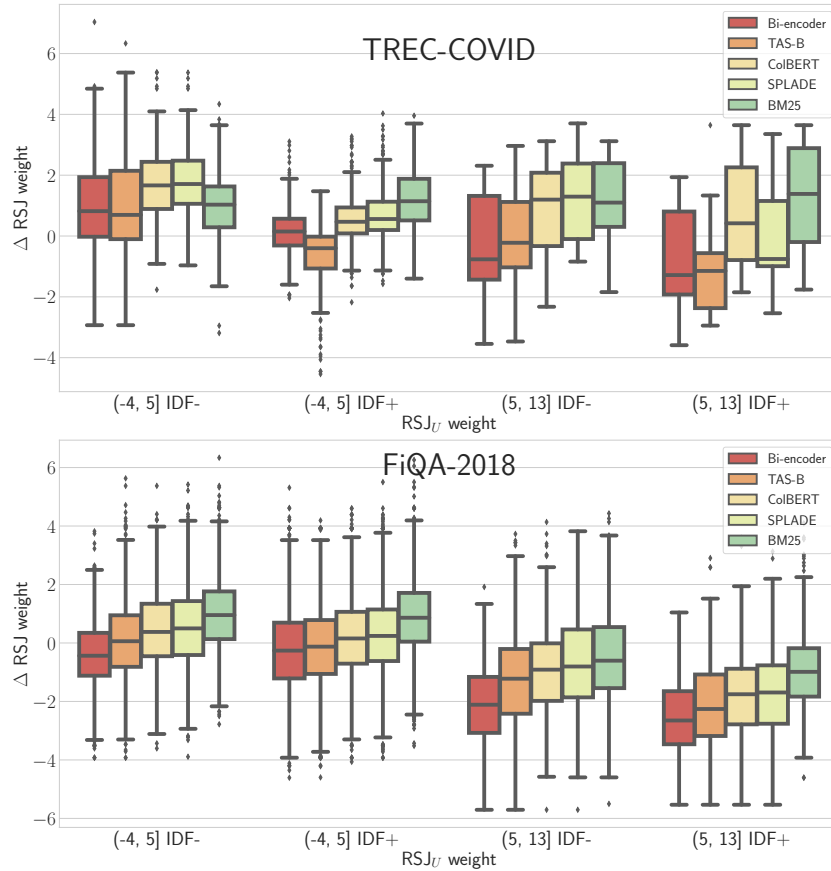 TREC-COVID
Bi-encoder
TAS-B
ColBERT
SPLADE
BM25
6
4
2
0
−2
−4
Δ RSJ weight
(-4, 5] IDF- (-4, 5] IDF+ (5, 13] IDF- (5, 13] IDF+
RSJ_U weight
FiQA-2018
Bi-encoder
TAS-B
ColBERT
SPLADE
BM25
6
4
2
0
−2
−4
−6
Δ RSJ weight
(-4, 5] IDF- (-4, 5] IDF+ (5, 13] IDF- (5, 13] IDF+
RSJ_U weight